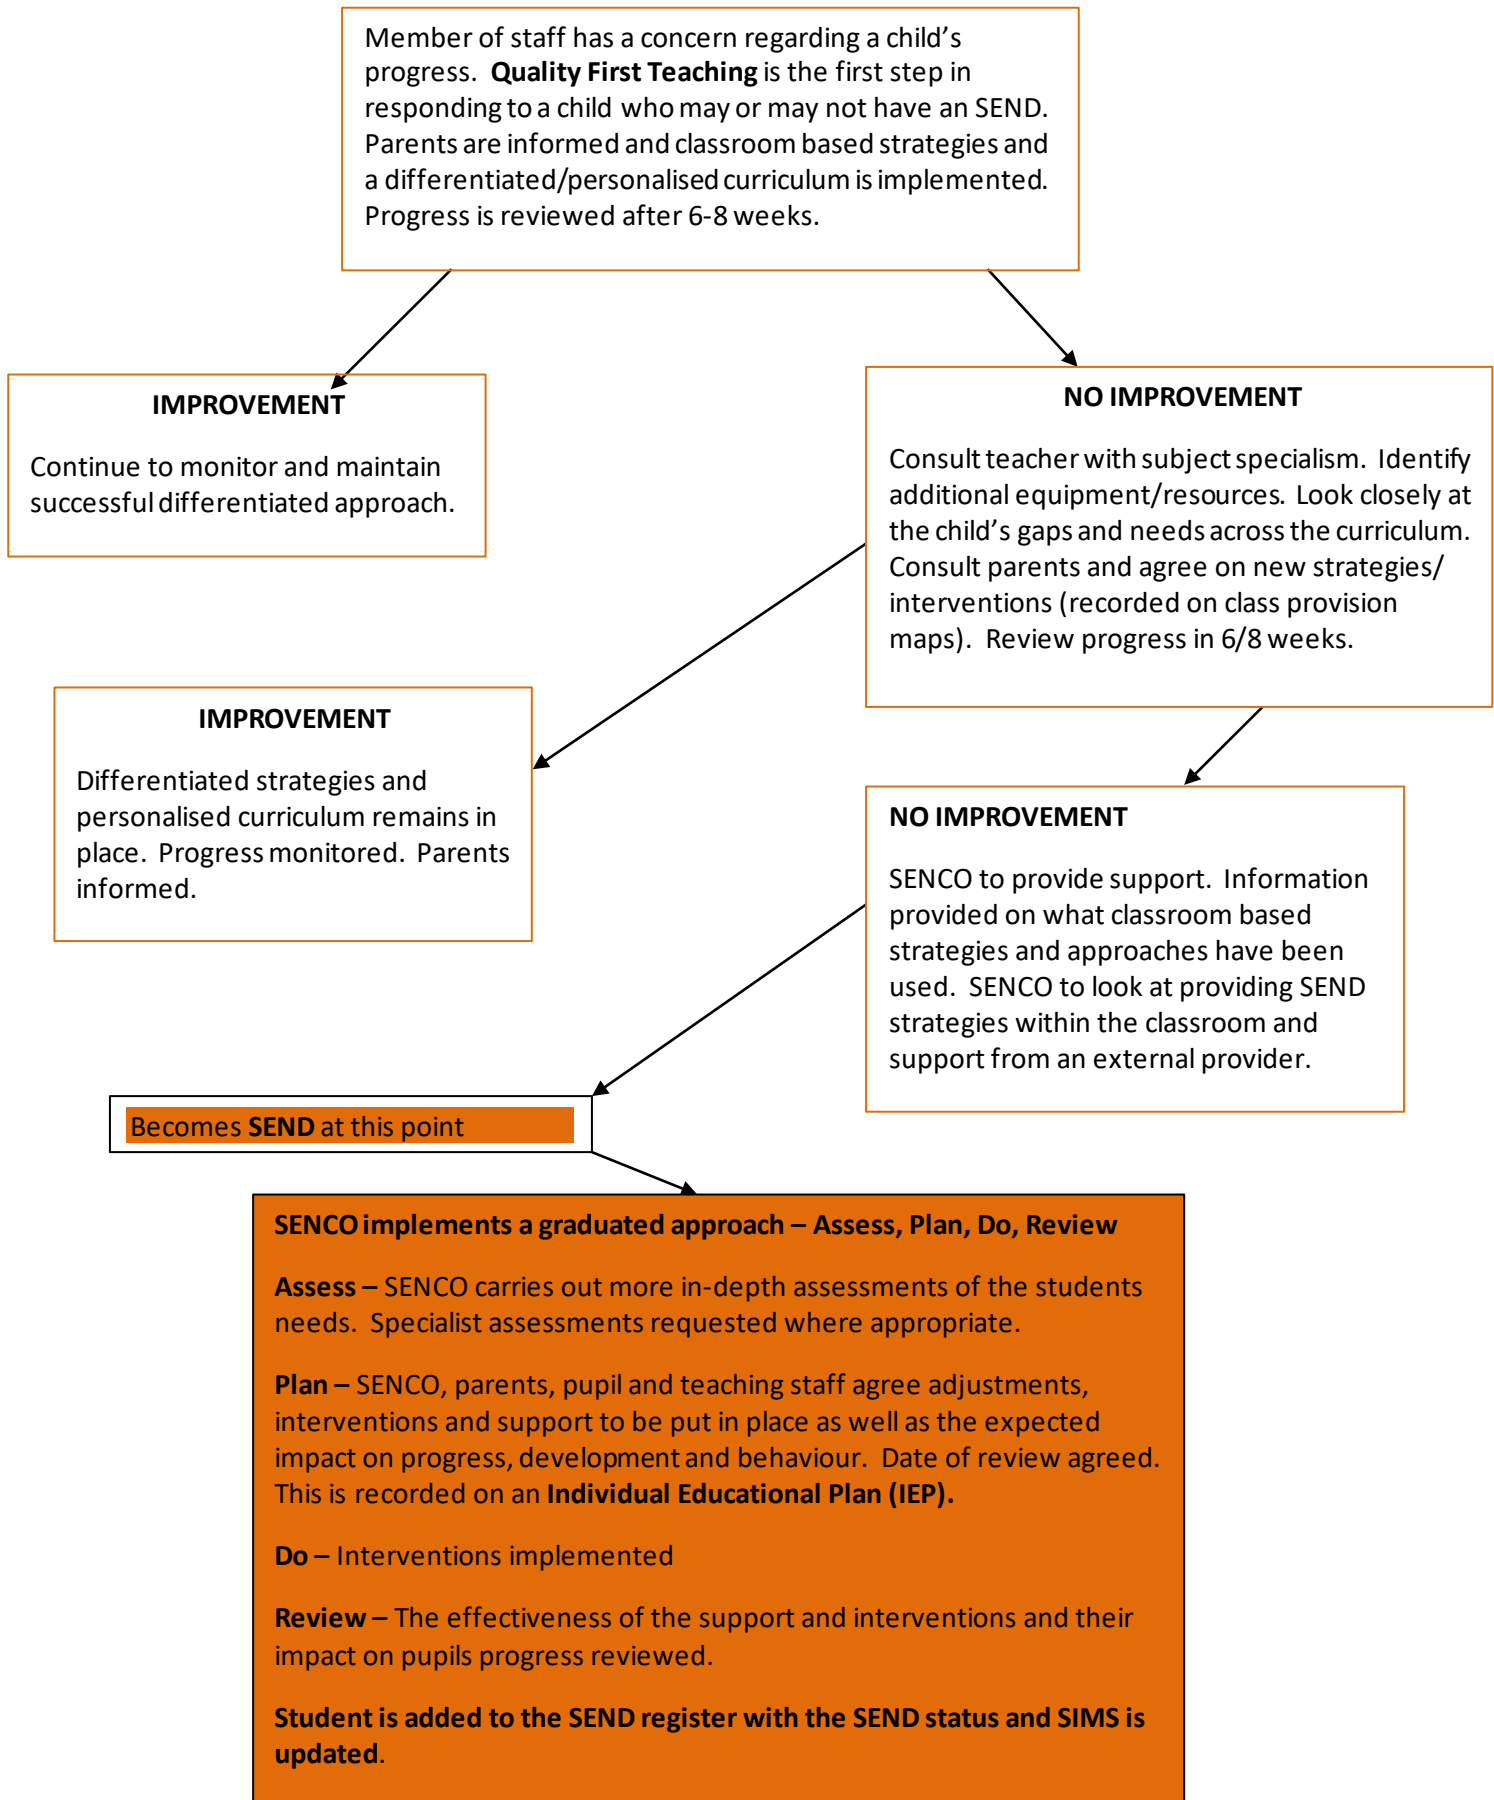 Member of staff has a concern regarding a child’s
progress. Quality First Teaching is the first step in
responding to a child who may or may not have an SEND.
Parents are informed and classroom based strategies and
a differentiated/personalised curriculum is implemented.
Progress is reviewed after 6-8 weeks.
IMPROVEMENT
Continue to monitor and maintain
successful differentiated approach.
NO IMPROVEMENT
Consult teacher with subject specialism. Identify
additional equipment/resources. Look closely at
the child’s gaps and needs across the curriculum.
Consult parents and agree on new strategies/
interventions (recorded on class provision
maps). Review progress in 6/8 weeks.
IMPROVEMENT
Differentiated strategies and
personalised curriculum remains in
place. Progress monitored. Parents
informed.
NO IMPROVEMENT
SENCO to provide support. Information
provided on what classroom based
strategies and approaches have been
used. SENCO to look at providing SEND
strategies within the classroom and
support from an external provider.
Becomes SEND at this point
SENCO implements a graduated approach – Assess, Plan, Do, Review
Assess – SENCO carries out more in-depth assessments of the students
needs. Specialist assessments requested where appropriate.
Plan – SENCO, parents, pupil and teaching staff agree adjustments,
interventions and support to be put in place as well as the expected
impact on progress, development and behaviour. Date of review agreed.
This is recorded on an Individual Educational Plan (IEP).
Do – Interventions implemented
Review – The effectiveness of the support and interventions and their
impact on pupils progress reviewed.
Student is added to the SEND register with the SEND status and SIMS is
updated.